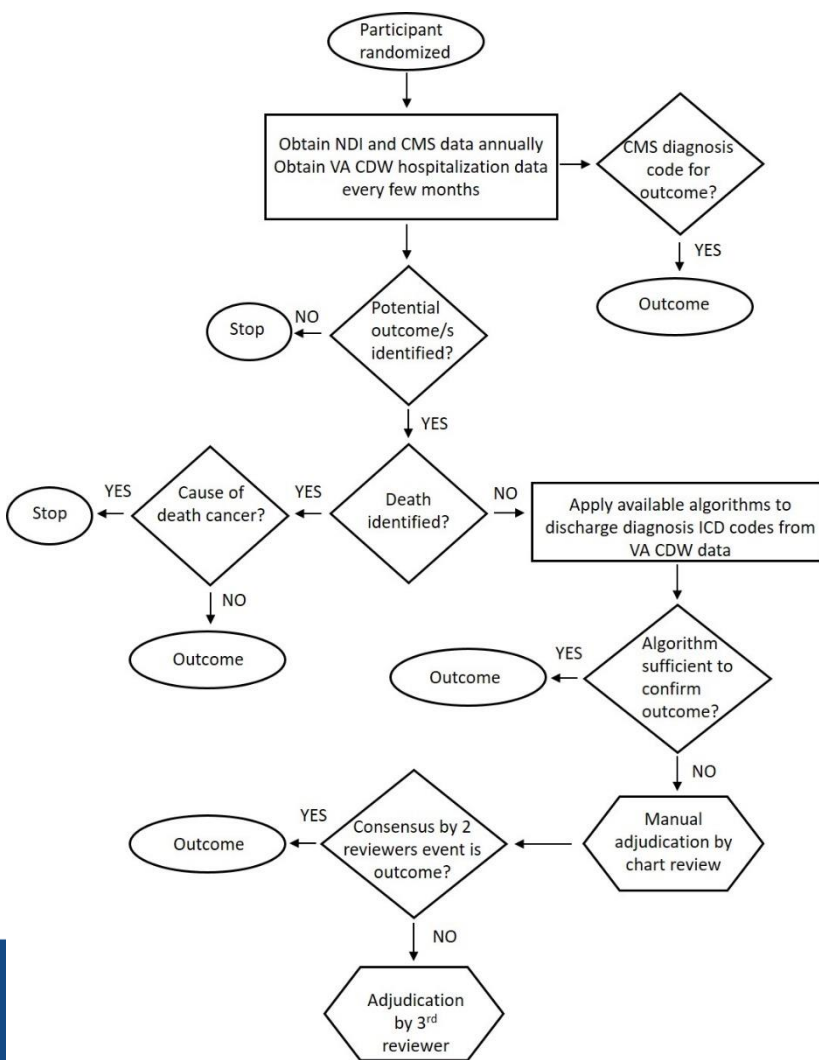 Participant
randomized
Obtain NDI and CMS data annually
Obtain VA CDW hospitalization data
every few months
CMS diagnosis
code for
outcome?
YES
Outcome
Potential
outcome/s
identified?
NO
Stop
YES
Death
identified?
YES
Cause of
death cancer?
YES
Stop
NO
Outcome
NO
Apply available algorithms to
discharge diagnosis ICD codes from
VA CDW data
Algorithm
sufficient to
confirm
outcome?
YES
Outcome
NO
Manual
adjudication by
chart review
Consensus by 2
reviewers event is
outcome?
YES
Outcome
NO
Adjudication
by 3rd
reviewer